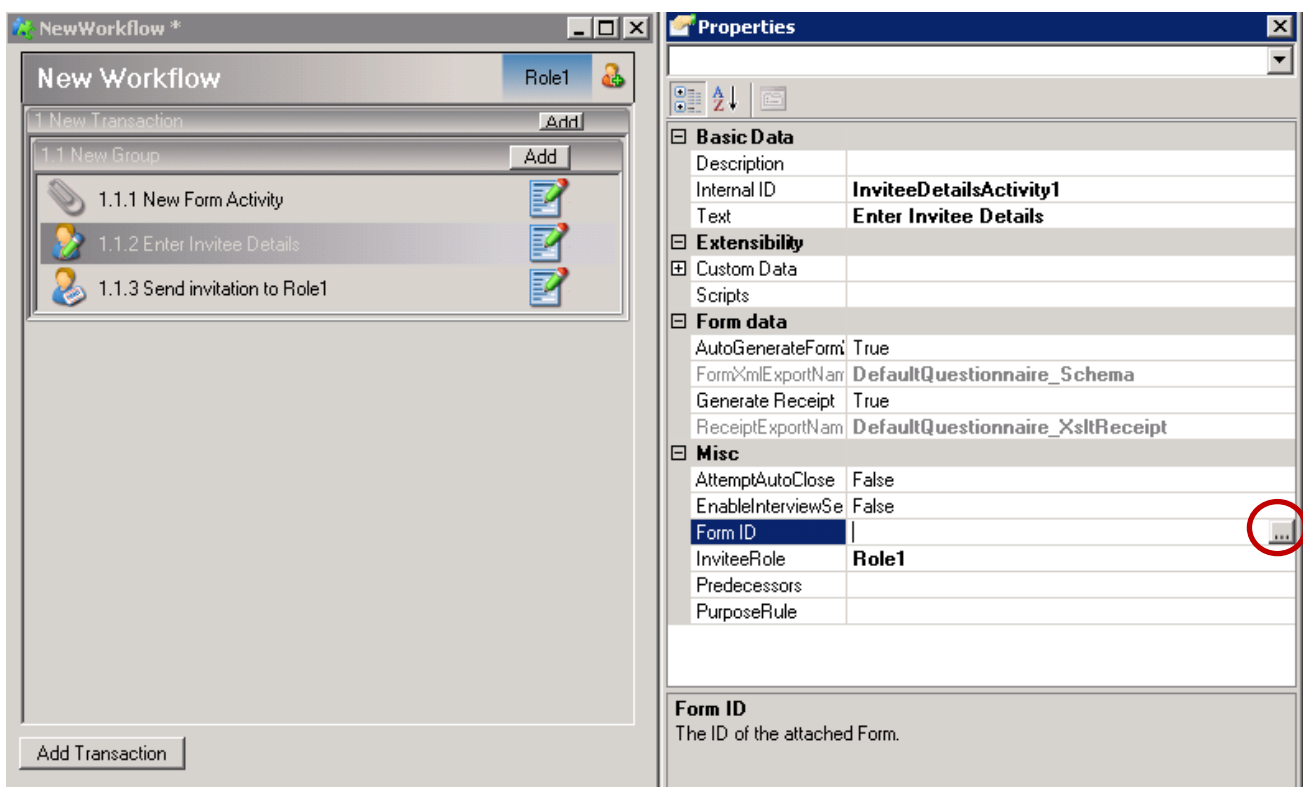 NewWorkflow *
New Workflow
Role1
1 New Transaction
Add
1.1 New Group
Add
1.1.1 New Form Activity
1.1.2 Enter Invitee Details
1.1.3 Send invitation to Role1
Add Transaction
Properties
Basic Data
Description
Internal ID InviteeDetailsActivity1
Text Enter Invitee Details
Extensibility
Custom Data
Scripts
Form data
AutoGenerateForm True
FormXmlExportNam DefaultQuestionnaire_Schema
Generate Receipt True
ReceiptExportNam DefaultQuestionnaire_XsltReceipt
Misc
AttemptAutoClose False
EnableInterviewSe False
Form ID ...
InviteeRole Role1
Predecessors
PurposeRule
Form ID
The ID of the attached Form.